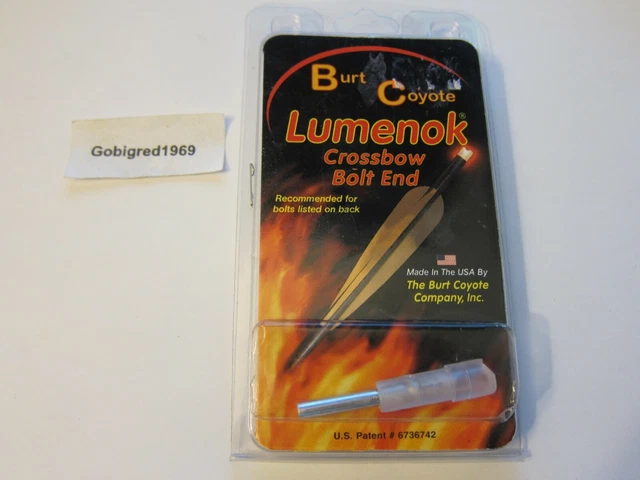 Gobigred1969
Burt
Coyote
Lumenok®
Crossbow
Bolt End
Recommended for
bolts listed on back
Made In The USA By
The Burt Coyote
Company, Inc.
U.S. Patent # 6736742